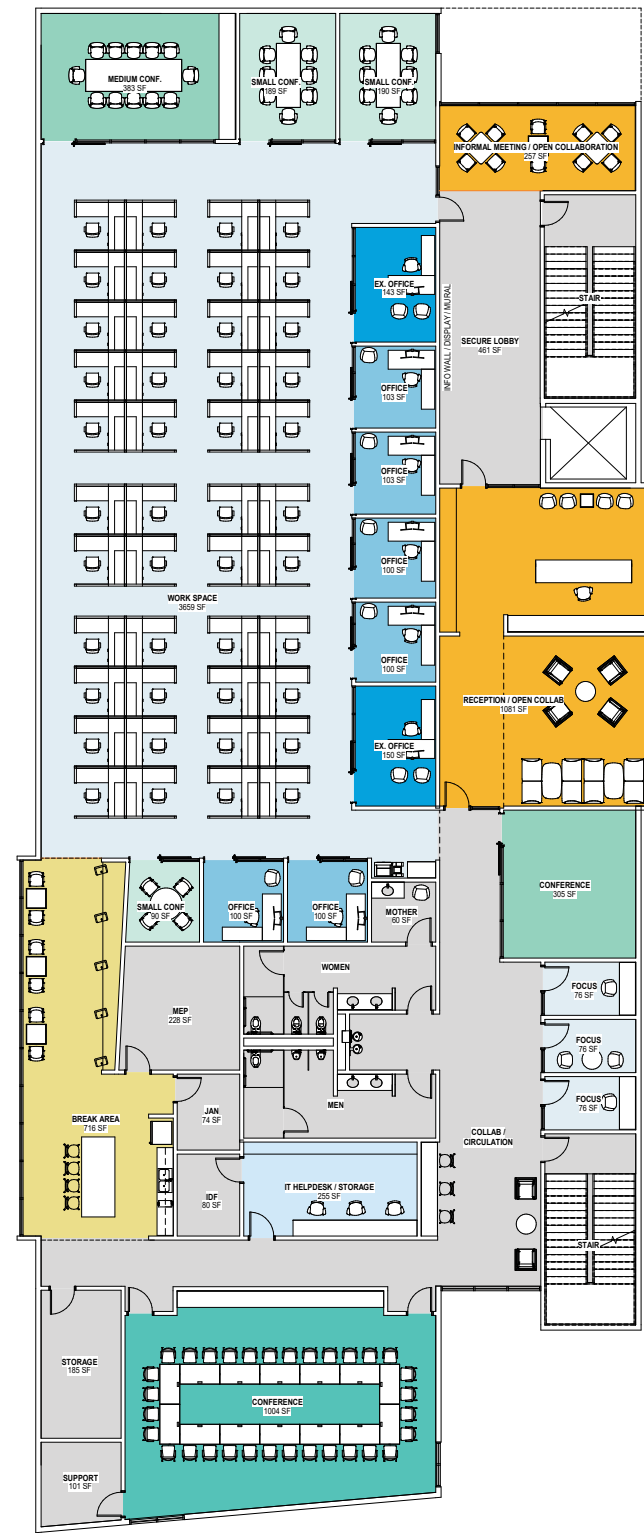 MEDIUM CONF.
383 SF
SMALL CONF.
189 SF
SMALL CONF.
190 SF
INFORMAL MEETING / OPEN COLLABORATION
257 SF
EX. OFFICE
143 SF
INFO WALL / DISPLAY / MURAL
SECURE LOBBY
461 SF
STAIR
OFFICE
103 SF
OFFICE
103 SF
OFFICE
100 SF
WORK SPACE
3659 SF
OFFICE
100 SF
RECEPTION / OPEN COLLAB
1081 SF
EX. OFFICE
150 SF
SMALL CONF
90 SF
OFFICE
100 SF
OFFICE
100 SF
MOTHER
60 SF
CONFERENCE
305 SF
WOMEN
MEP
228 SF
FOCUS
76 SF
FOCUS
76 SF
FOCUS
76 SF
MEN
JAN
74 SF
BREAK AREA
716 SF
COLLAB /
CIRCULATION
IDF
80 SF
IT HELPDESK / STORAGE
255 SF
STAIR
STORAGE
185 SF
CONFERENCE
1004 SF
SUPPORT
101 SF